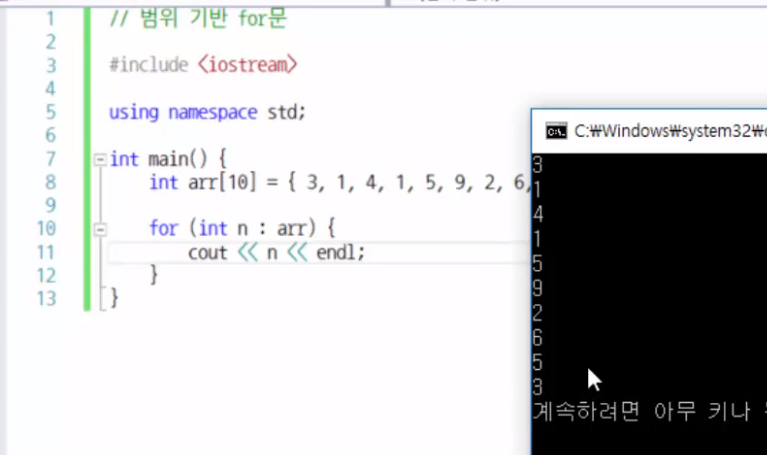 1 // 범위 기반 for문
2
3 #include <iostream>
4
5 using namespace std;
6
7 int main() {
8 int arr[10] = { 3, 1, 4, 1, 5, 9, 2, 6,
9
10 for (int n : arr) {
11 cout << n << endl;
12 }
13 }
C:\Windows\system32\
3
1
4
1
5
9
2
6
5
3
계속하려면 아무 키나